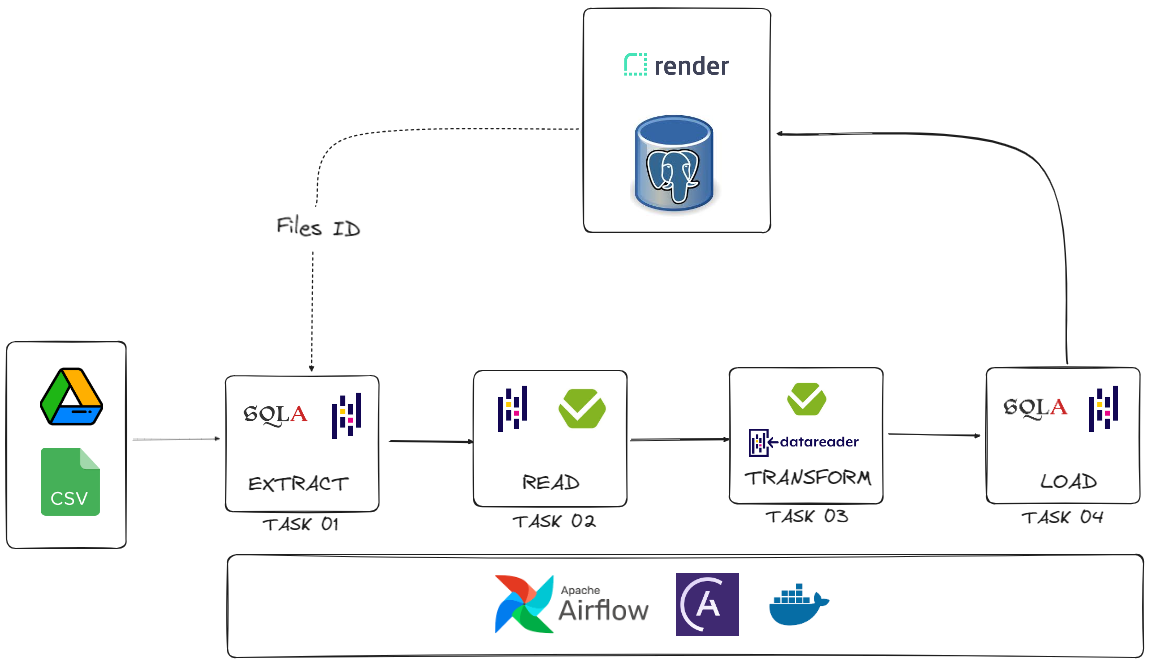 render
Files ID
CSV
SQLA
EXTRACT
TASK 01
READ
TASK 02
datareader
TRANSFORM
TASK 03
SQLA
LOAD
TASK 04
Apache
Airflow
A